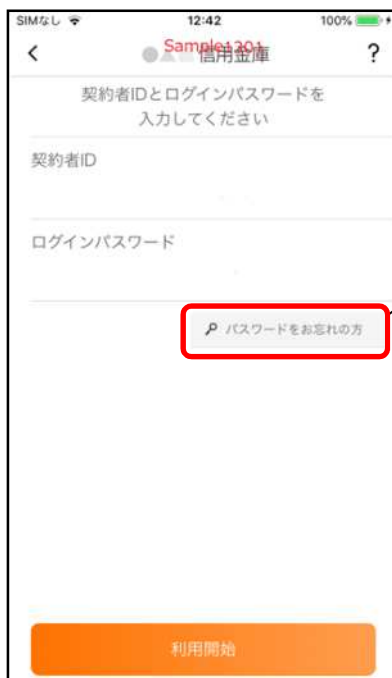 SIMなし 12:42 100%
Sample1201
信用金庫 ?
契約者IDとログインパスワードを
入力してください
契約者ID
ログインパスワード
パスワードをお忘れの方
利用開始